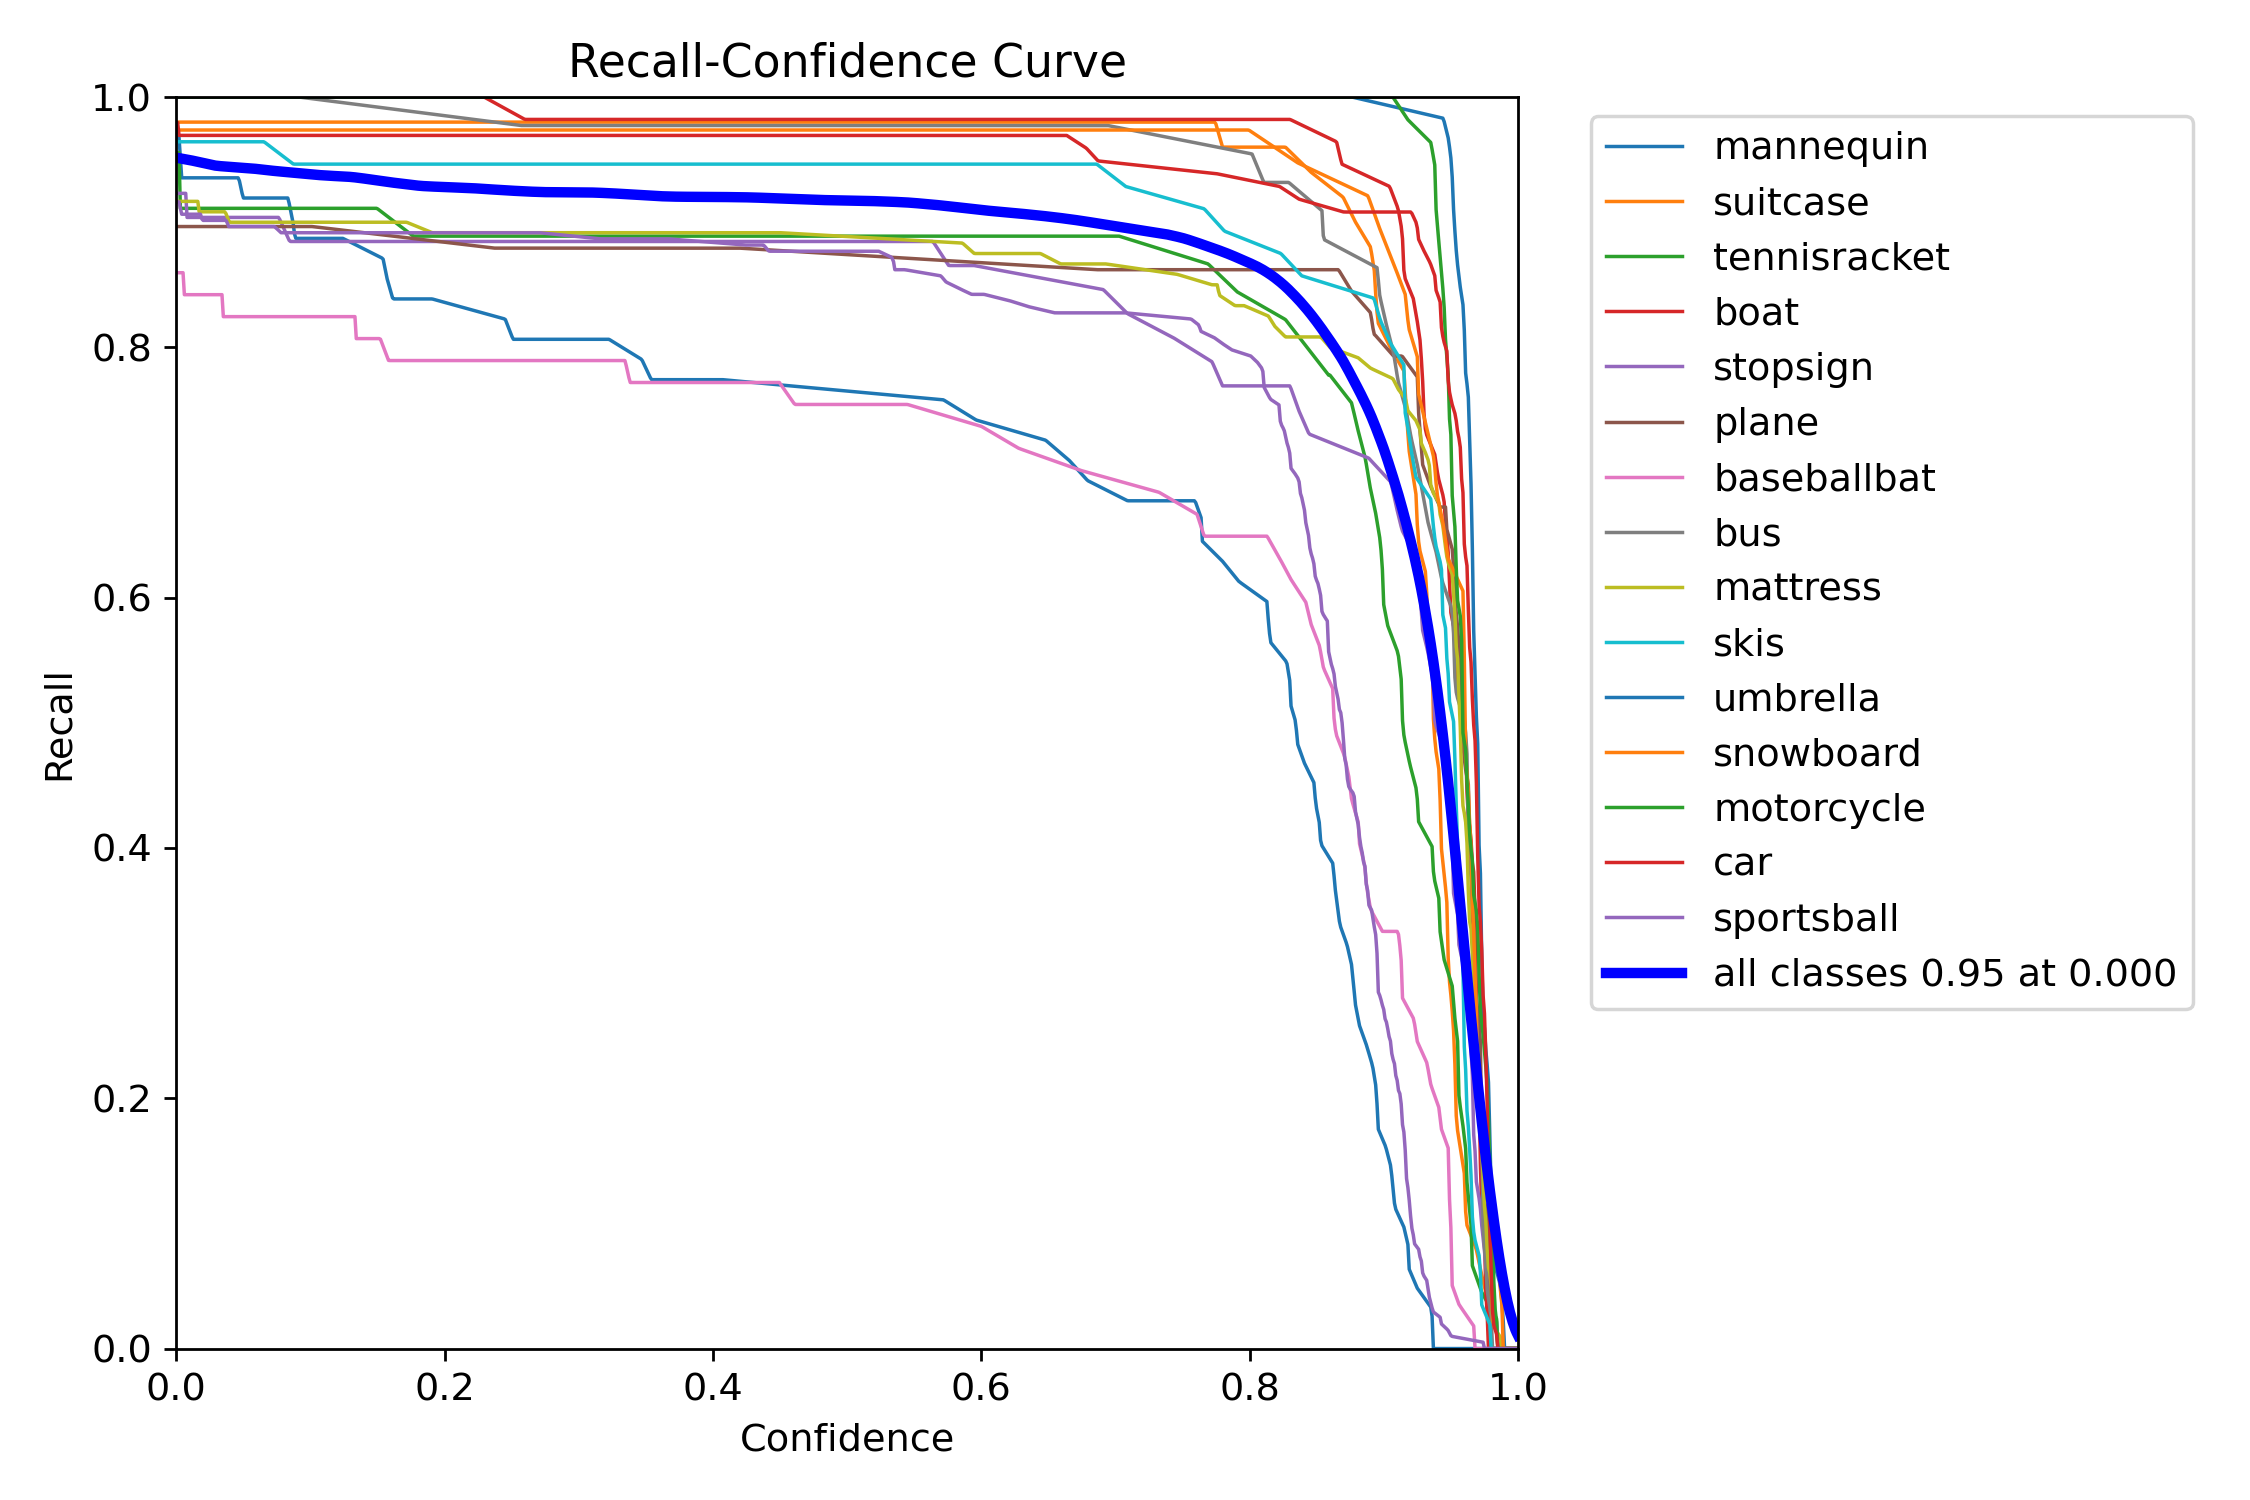 Recall-Confidence Curve
1.0
0.8
0.6
0.4
0.2
0.0
Recall
0.0 0.2 0.4 0.6 0.8 1.0
Confidence
mannequin
suitcase
tennisracket
boat
stopsign
plane
baseballbat
bus
mattress
skis
umbrella
snowboard
motorcycle
car
sportsball
all classes 0.95 at 0.000